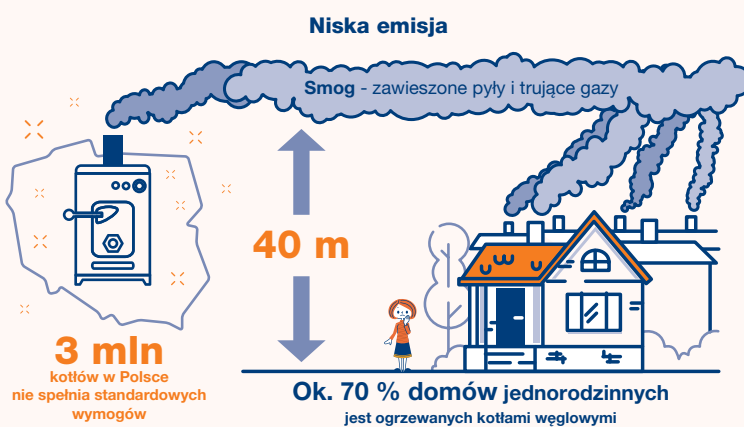 Niska emisja
Smog - zawieszone pyły i trujące gazy
40 m
3 mln
kotłów w Polsce
nie spełnia standardowych
wymogów
Ok. 70 % domów jednorodzinnych
jest ogrzewanych kotłami węglowymi